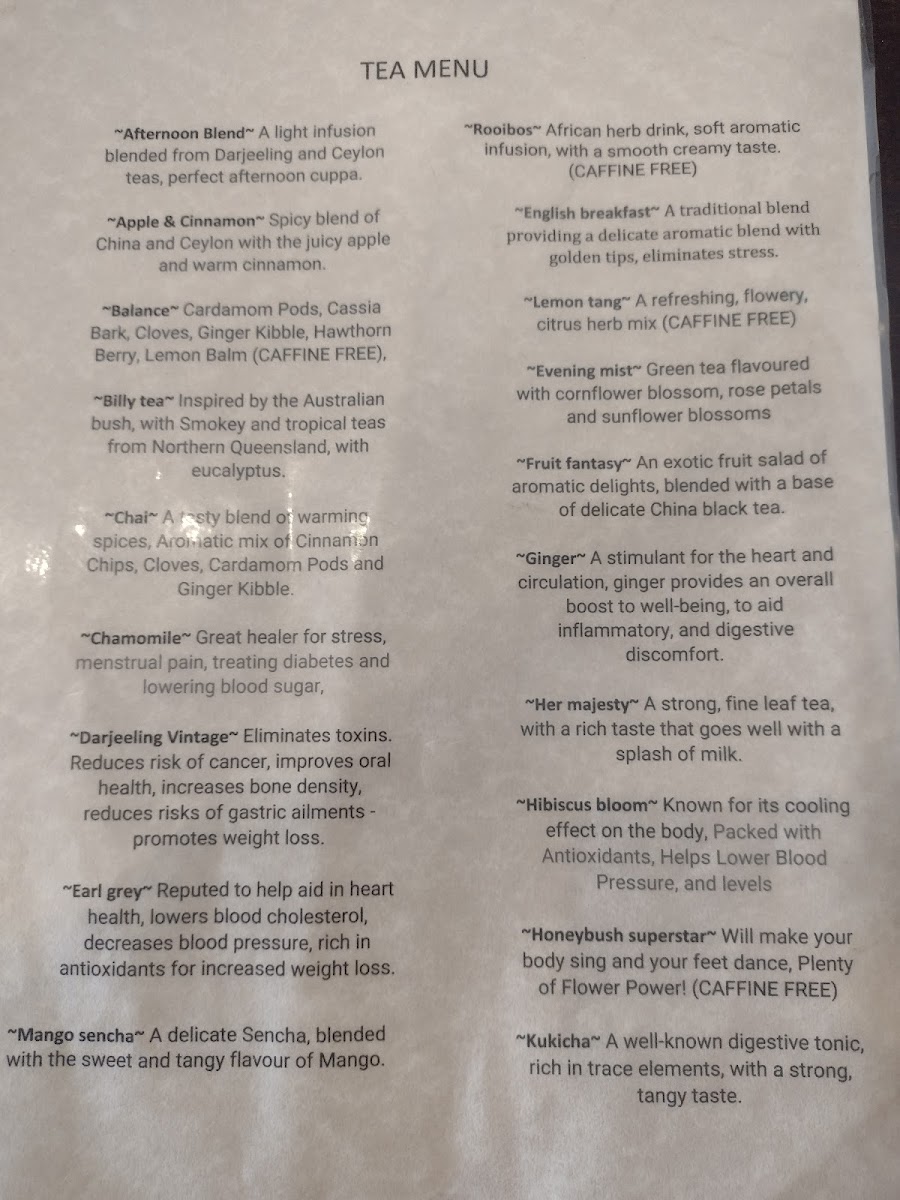 TEA MENU
~Afternoon Blend~ A light infusion
blended from Darjeeling and Ceylon
teas, perfect afternoon cuppa.
~Apple & Cinnamon~ Spicy blend of
China and Ceylon with the juicy apple
and warm cinnamon.
~Balance~ Cardamom Pods, Cassia
Bark, Cloves, Ginger Kibble, Hawthorn
Berry, Lemon Balm (CAFFINE FREE),
~Billy tea~ Inspired by the Australian
bush, with Smokey and tropical teas
from Northern Queensland, with
eucalyptus.
~Chai~ A tasty blend of warming
spices, Aromatic mix of Cinnamon
Chips, Cloves, Cardamom Pods and
Ginger Kibble.
~Chamomile~ Great healer for stress,
menstrual pain, treating diabetes and
lowering blood sugar,
~Darjeeling Vintage~ Eliminates toxins.
Reduces risk of cancer, improves oral
health, increases bone density,
reduces risks of gastric ailments -
promotes weight loss.
~Earl grey~ Reputed to help aid in heart
health, lowers blood cholesterol,
decreases blood pressure, rich in
antioxidants for increased weight loss.
~Mango sencha~ A delicate Sencha, blended
with the sweet and tangy flavour of Mango.
~Rooibos~ African herb drink, soft aromatic
infusion, with a smooth creamy taste.
(CAFFINE FREE)
~English breakfast~ A traditional blend
providing a delicate aromatic blend with
golden tips, eliminates stress.
~Lemon tang~ A refreshing, flowery,
citrus herb mix (CAFFINE FREE)
~Evening mist~ Green tea flavoured
with cornflower blossom, rose petals
and sunflower blossoms
~Fruit fantasy~ An exotic fruit salad of
aromatic delights, blended with a base
of delicate China black tea.
~Ginger~ A stimulant for the heart and
circulation, ginger provides an overall
boost to well-being, to aid
inflammatory, and digestive
discomfort.
~Her majesty~ A strong, fine leaf tea,
with a rich taste that goes well with a
splash of milk.
~Hibiscus bloom~ Known for its cooling
effect on the body, Packed with
Antioxidants, Helps Lower Blood
Pressure, and levels
~Honeybush superstar~ Will make your
body sing and your feet dance, Plenty
of Flower Power! (CAFFINE FREE)
~Kukicha~ A well-known digestive tonic,
rich in trace elements, with a strong,
tangy taste.